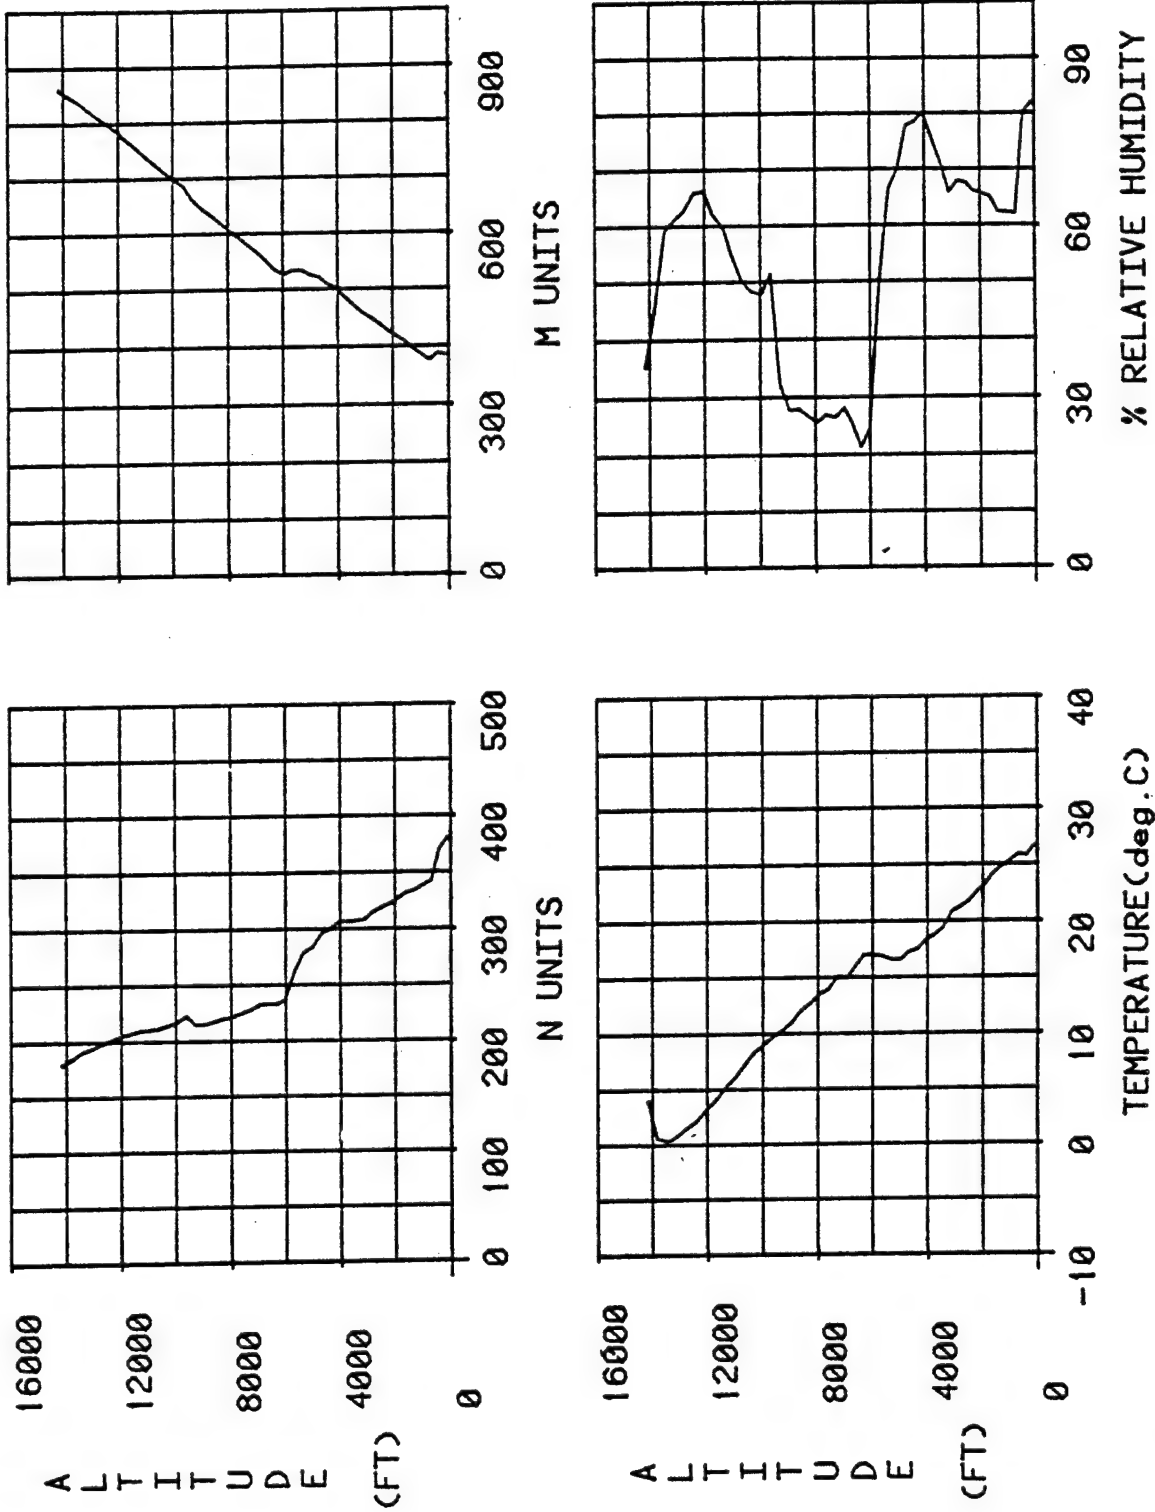 ALTITUDE
(FT)
16000
12000
8000
4000
0
0 100 200 300 400 500
N UNITS
0 300 600 900
M UNITS
ALTITUDE
(FT)
16000
12000
8000
4000
0
-10 0 10 20 30 40
TEMPERATURE(deg.C)
0 30 60 90
% RELATIVE HUMIDITY